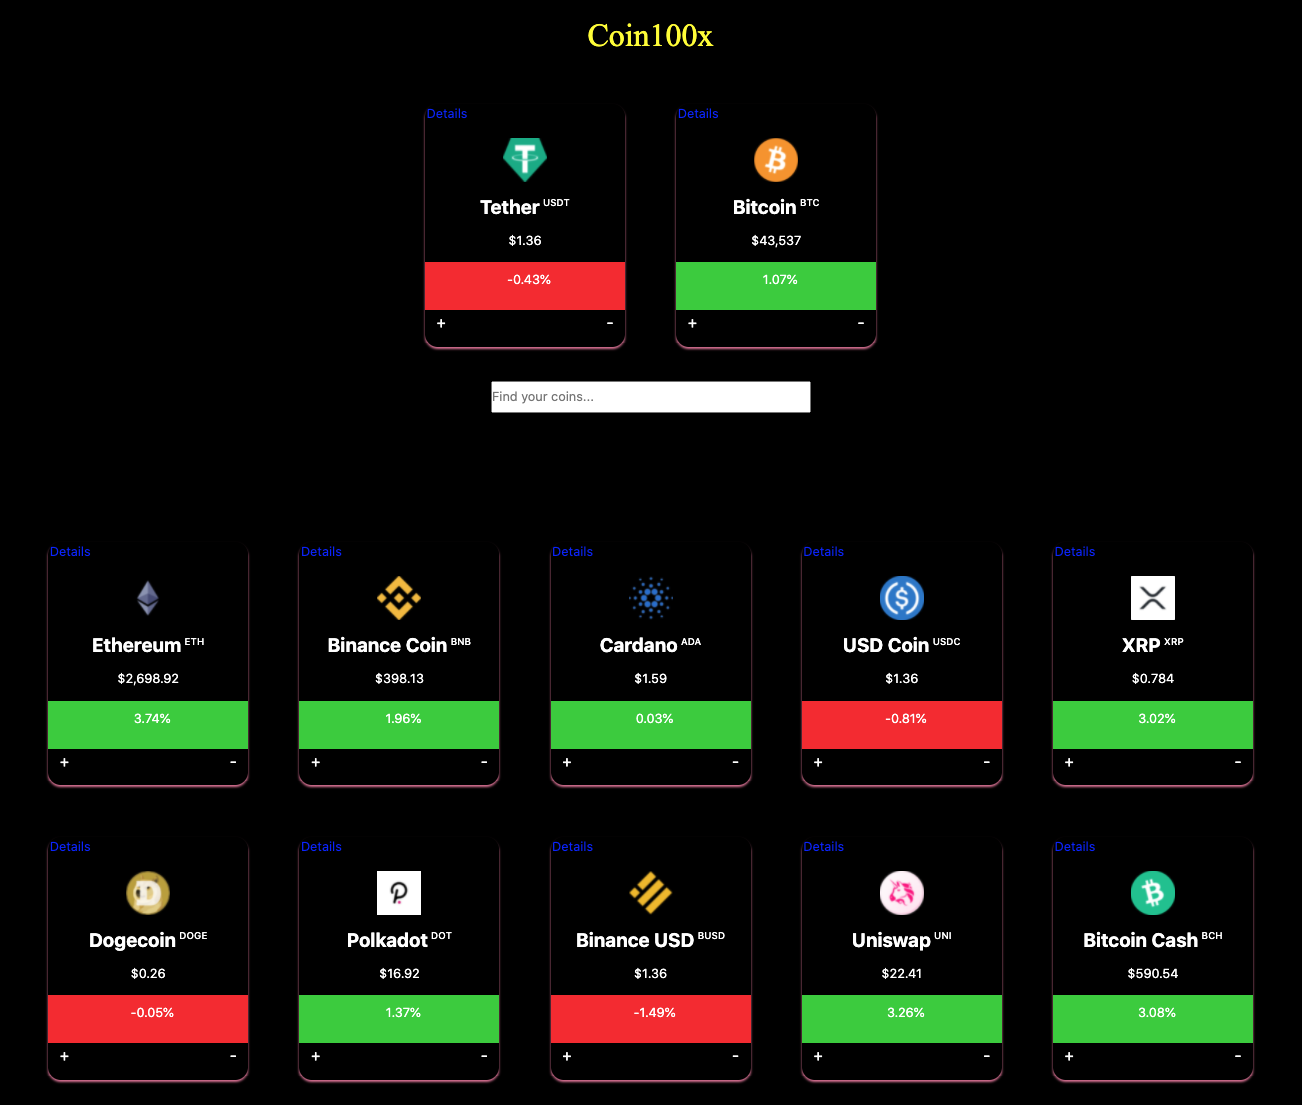 Coin100x
Details Details
Tether USDT Bitcoin BTC
$1.36 $43,537
-0.43% 1.07%
+ - + -
Find your coins...
Details Details Details Details Details
Ethereum ETH Binance Coin BNB Cardano ADA USD Coin USDC XRP XRP
$2,698.92 $398.13 $1.59 $1.36 $0.784
3.74% 1.96% 0.03% -0.81% 3.02%
+ - + - + - + - + -
Details Details Details Details Details
Dogecoin DOGE Polkadot DOT Binance USD BUSD Uniswap UNI Bitcoin Cash BCH
$0.26 $16.92 $1.36 $22.41 $590.54
-0.05% 1.37% -1.49% 3.26% 3.08%
+ - + - + - + - + -